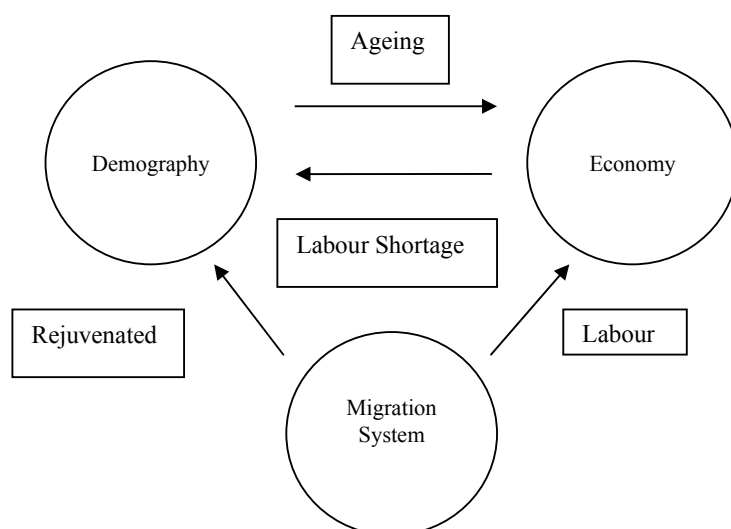 Ageing
Demography
Economy
Labour Shortage
Rejuvenated
Labour
Migration
System